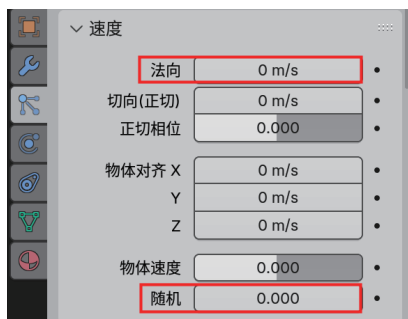 速度
法向 0 m/s
切向(正切) 0 m/s
正切相位 0.000
物体对齐 X 0 m/s
Y 0 m/s
Z 0 m/s
物体速度 0.000
随机 0.000